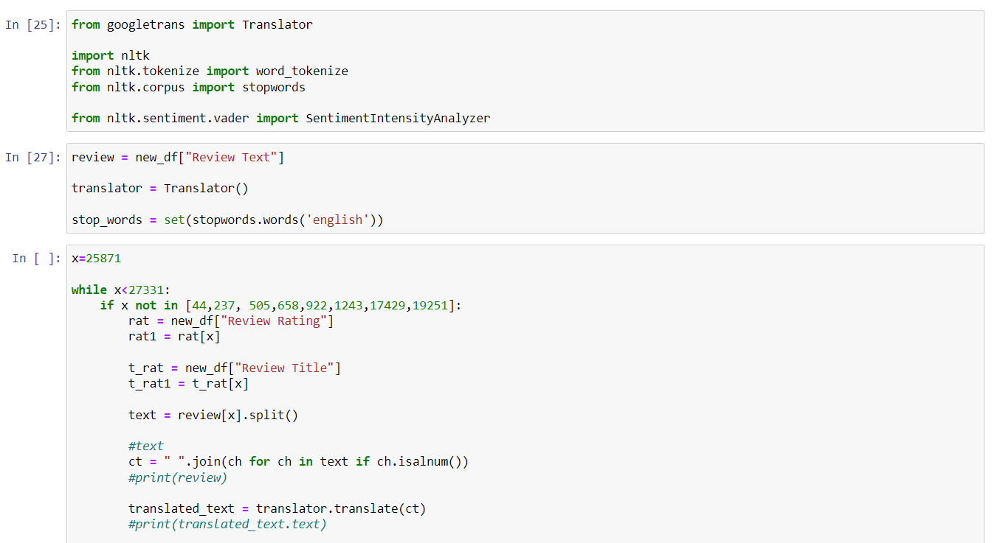 In [25]: from googletrans import Translator
import nltk
from nltk.tokenize import word_tokenize
from nltk.corpus import stopwords
from nltk.sentiment.vader import SentimentIntensityAnalyzer
In [27]: review = new_df["Review Text"]
translator = Translator()
stop_words = set(stopwords.words('english'))
In [ ]: x=25871
while x<27331:
    if x not in [44,237, 505,658,922,1243,17429,19251]:
        rat = new_df["Review Rating"]
        rat1 = rat[x]
        t_rat = new_df["Review Title"]
        t_rat1 = t_rat[x]
        text = review[x].split()
        #text
        ct = " ".join(ch for ch in text if ch.isalnum())
        #print(review)
        translated_text = translator.translate(ct)
        #print(translated_text.text)